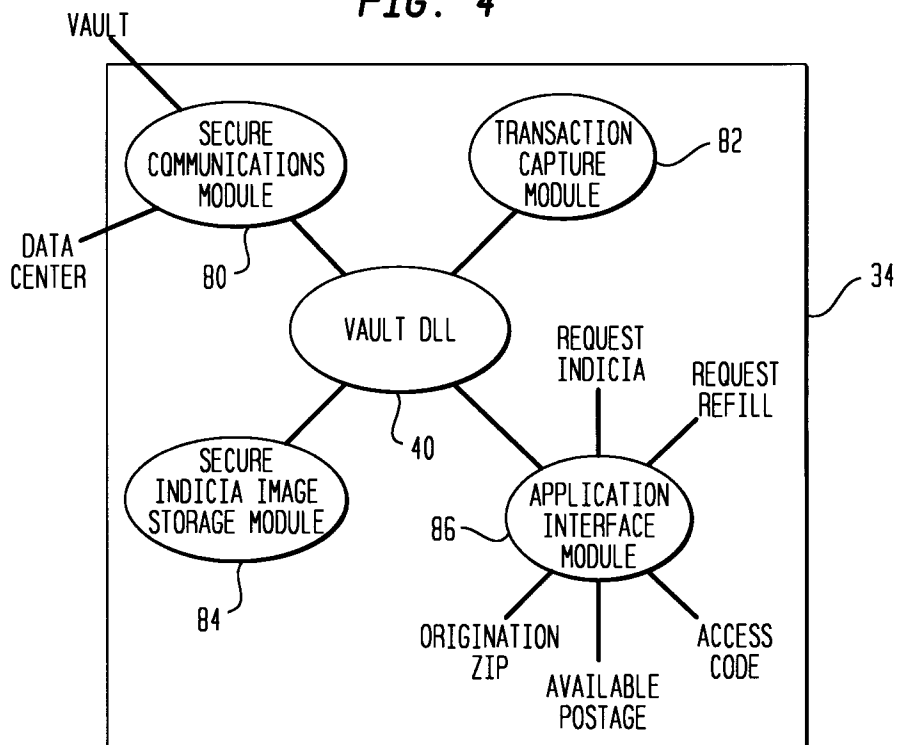 FIG. 4
VAULT
SECURE
COMMUNICATIONS
MODULE
TRANSACTION
CAPTURE
MODULE
82
DATA
CENTER
80
34
VAULT DLL
REQUEST
INDICIA
REQUEST
REFILL
40
SECURE
INDICIA IMAGE
STORAGE MODULE
86
APPLICATION
INTERFACE
MODULE
84
ORIGINATION
ZIP
ACCESS
CODE
AVAILABLE
POSTAGE